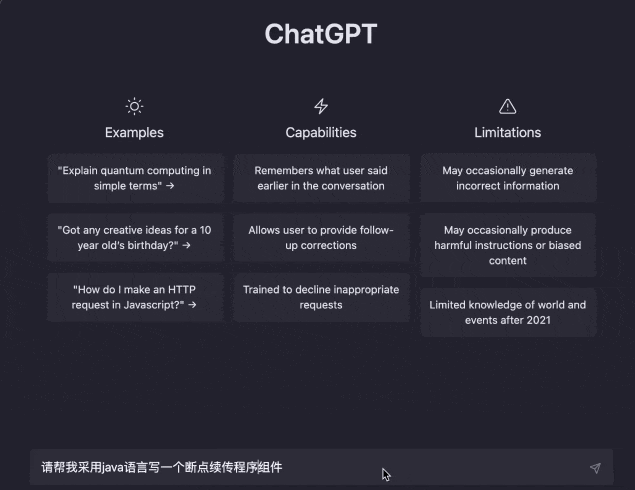 ChatGPT
Examples
"Explain quantum computing in
simple terms" →
"Got any creative ideas for a 10
year old's birthday?" →
"How do I make an HTTP
request in Javascript?" →
Capabilities
Remembers what user said
earlier in the conversation
Allows user to provide follow-
up corrections
Trained to decline inappropriate
requests
Limitations
May occasionally generate
incorrect information
May occasionally produce
harmful instructions or biased
content
Limited knowledge of world and
events after 2021
请帮我采用java语言写一个断点续传程序组件